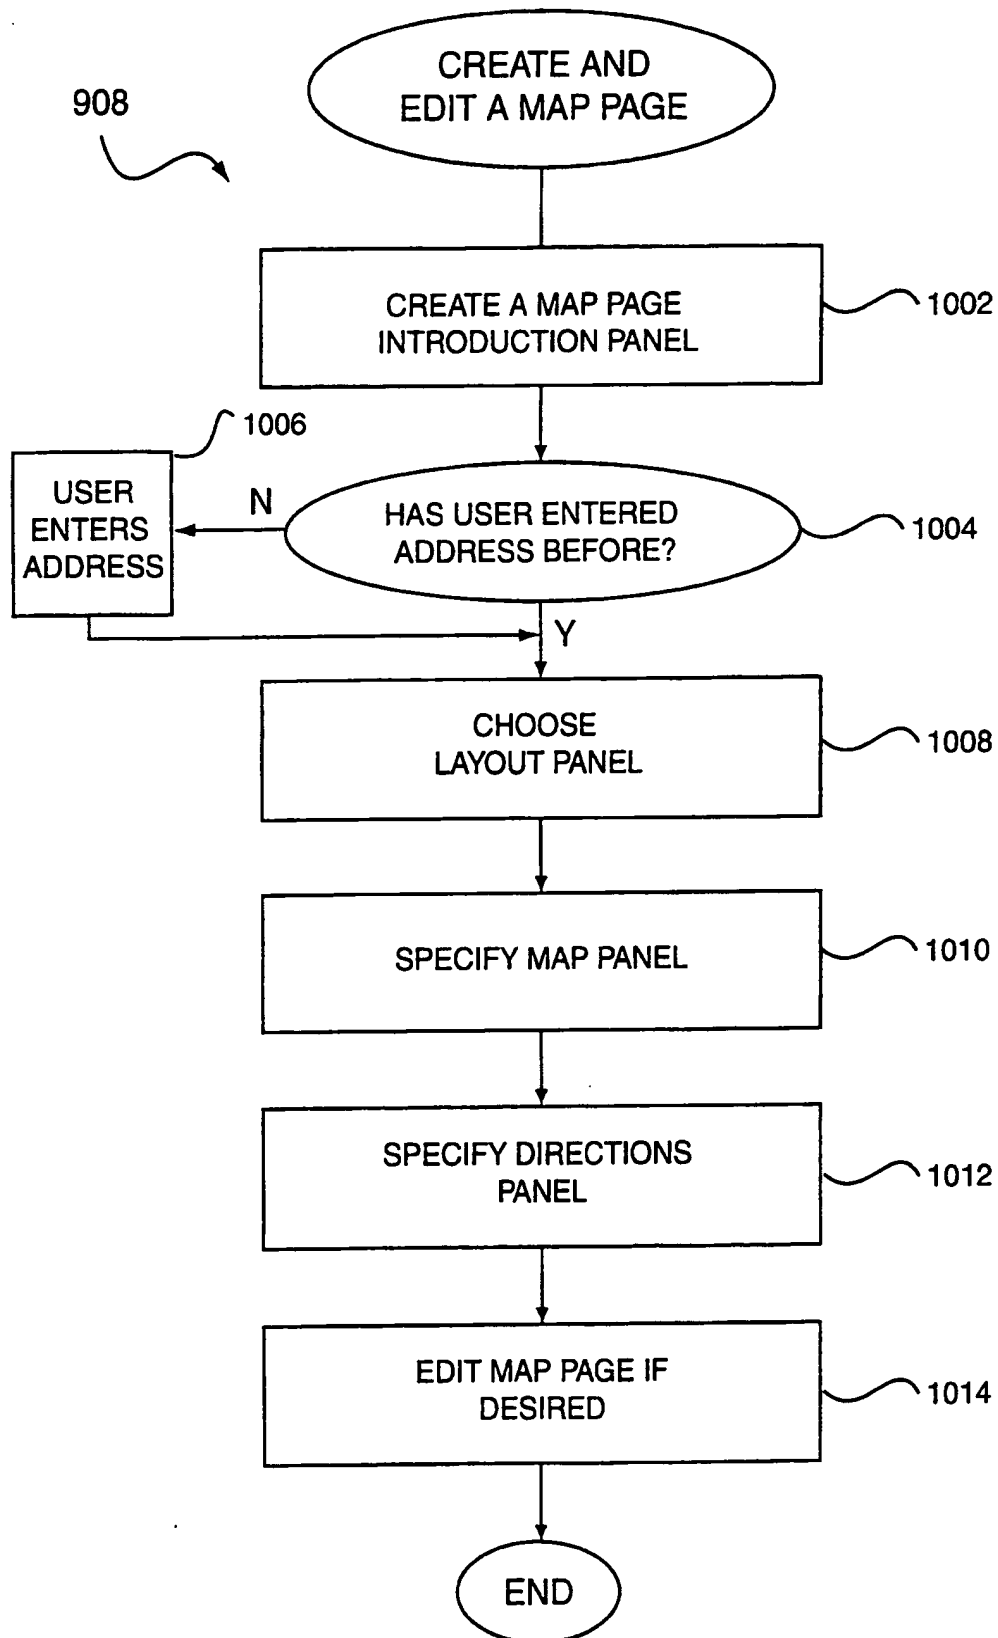 CREATE AND
EDIT A MAP PAGE
908
CREATE A MAP PAGE
INTRODUCTION PANEL
1002
1006
USER
ENTERS
ADDRESS
N
HAS USER ENTERED
ADDRESS BEFORE?
1004
Y
CHOOSE
LAYOUT PANEL
1008
SPECIFY MAP PANEL
1010
SPECIFY DIRECTIONS
PANEL
1012
EDIT MAP PAGE IF
DESIRED
1014
END